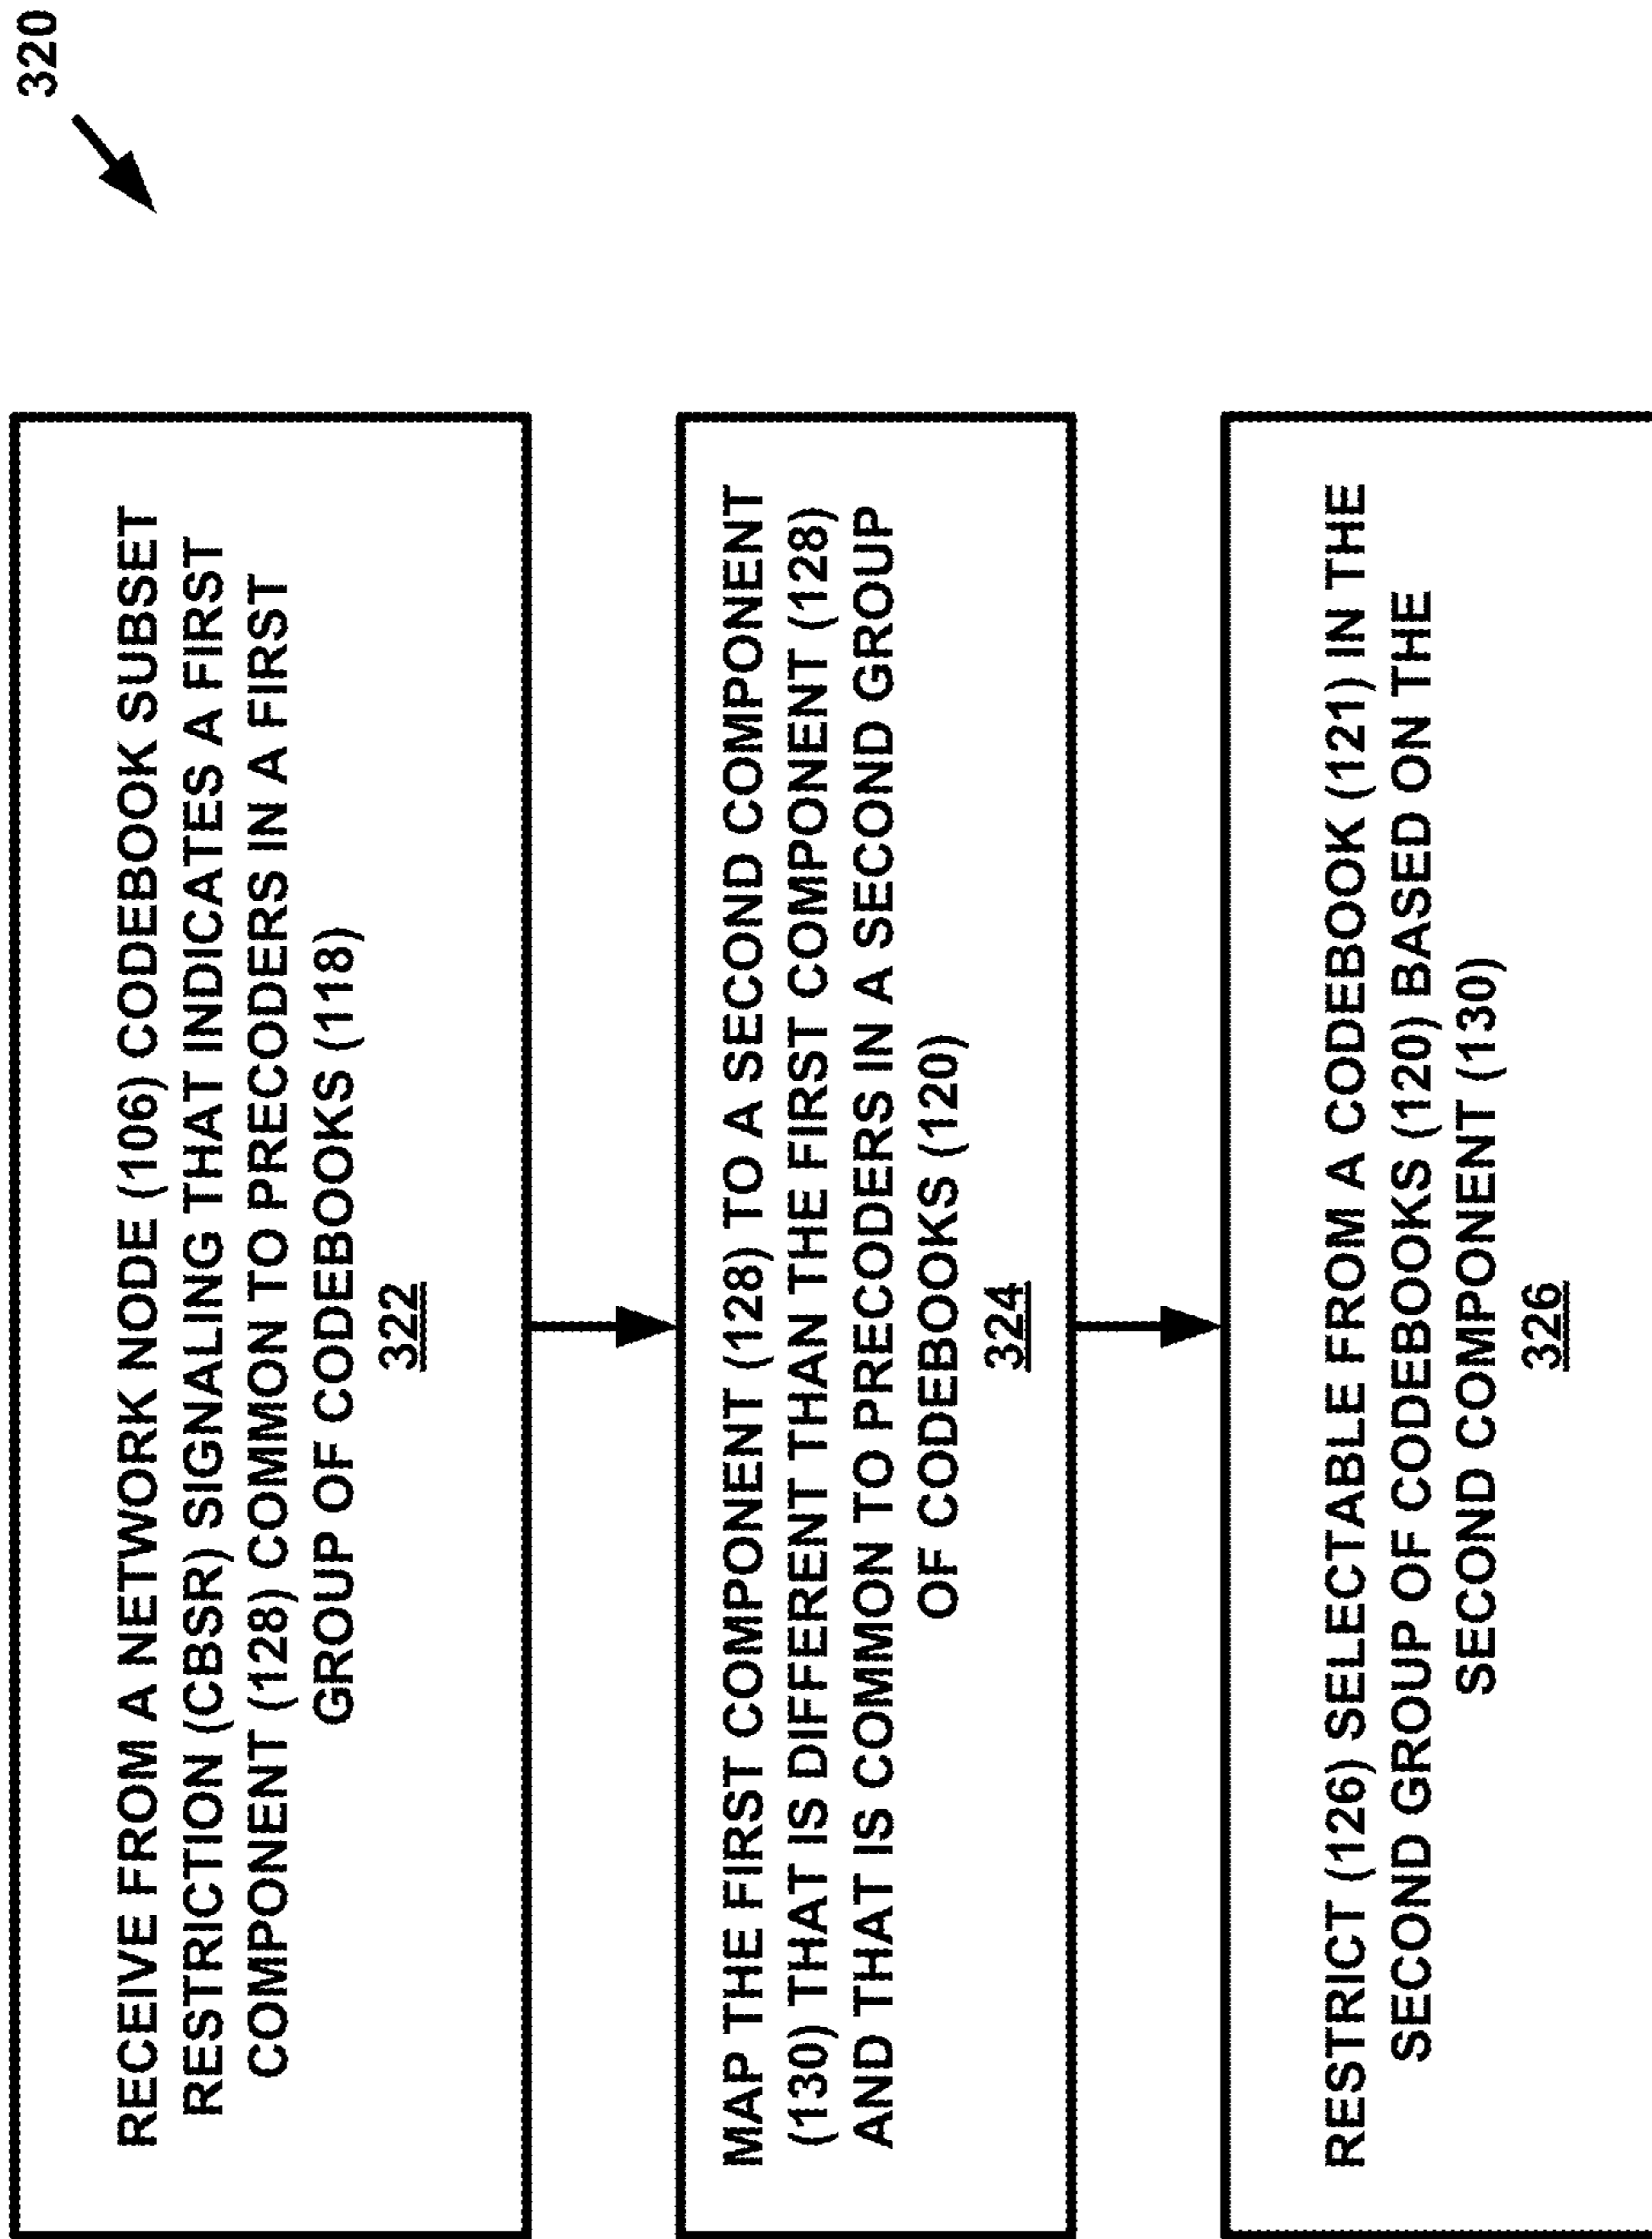 320
RECEIVE FROM A NETWORK NODE (106) CODEBOOK SUBSET
RESTRICTION (CBSR) SIGNALING THAT INDICATES A FIRST
COMPONENT (128) COMMON TO PRECODERS IN A FIRST
GROUP OF CODEBOOKS (118)
322
MAP THE FIRST COMPONENT (128) TO A SECOND COMPONENT
(130) THAT IS DIFFERENT THAN THE FIRST COMPONENT (128)
AND THAT IS COMMON TO PRECODERS IN A SECOND GROUP
OF CODEBOOKS (120)
324
RESTRICT (126) SELECTABLE FROM A CODEBOOK (121) IN THE
SECOND GROUP OF CODEBOOKS (120) BASED ON THE
SECOND COMPONENT (130)
326